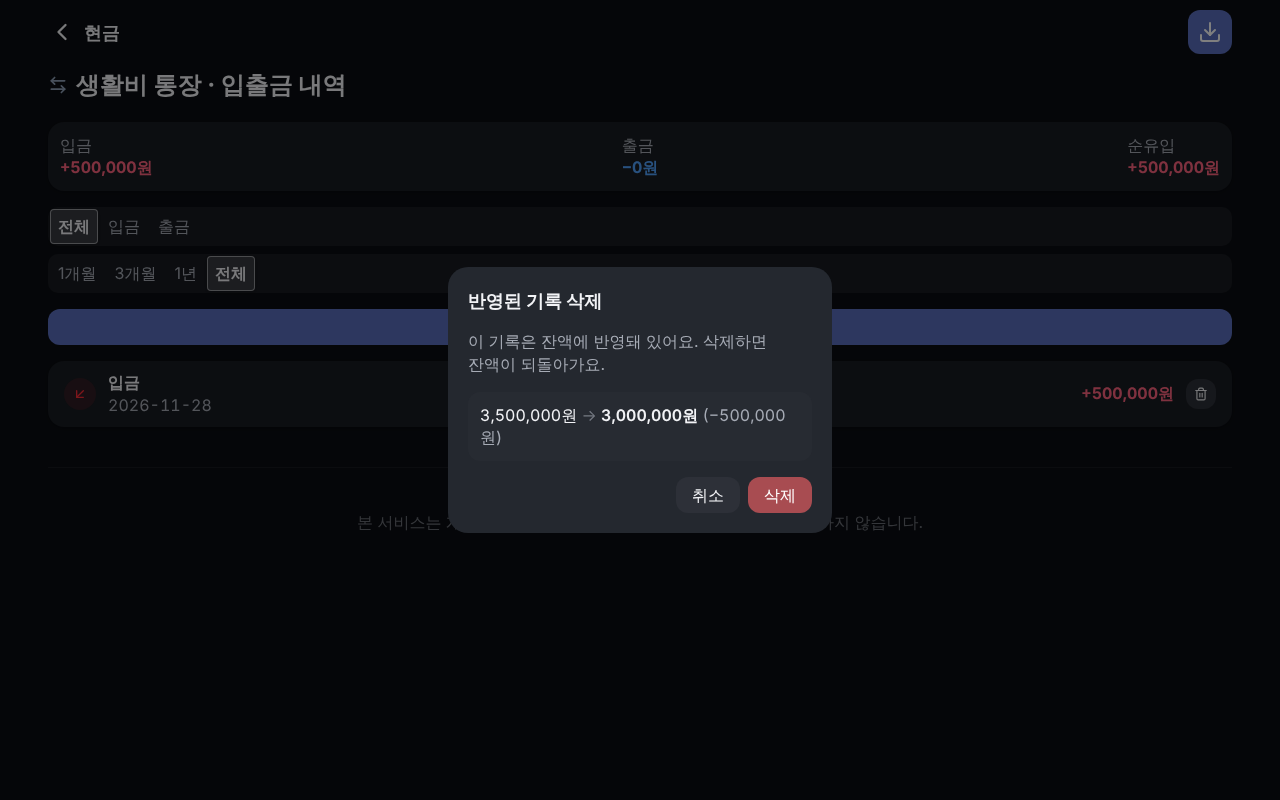 현금
생활비 통장 · 입출금 내역
입금
+500,000원
출금
−0원
순유입
+500,000원
전체 입금 출금
1개월 3개월 1년 전체
반영된 기록 삭제
이 기록은 잔액에 반영돼 있어요. 삭제하면
잔액이 되돌아가요.
3,500,000원 → 3,000,000원 (−500,000
원)
취소 삭제
입금
2026-11-28
+500,000원
본 서비스는
않습니다.